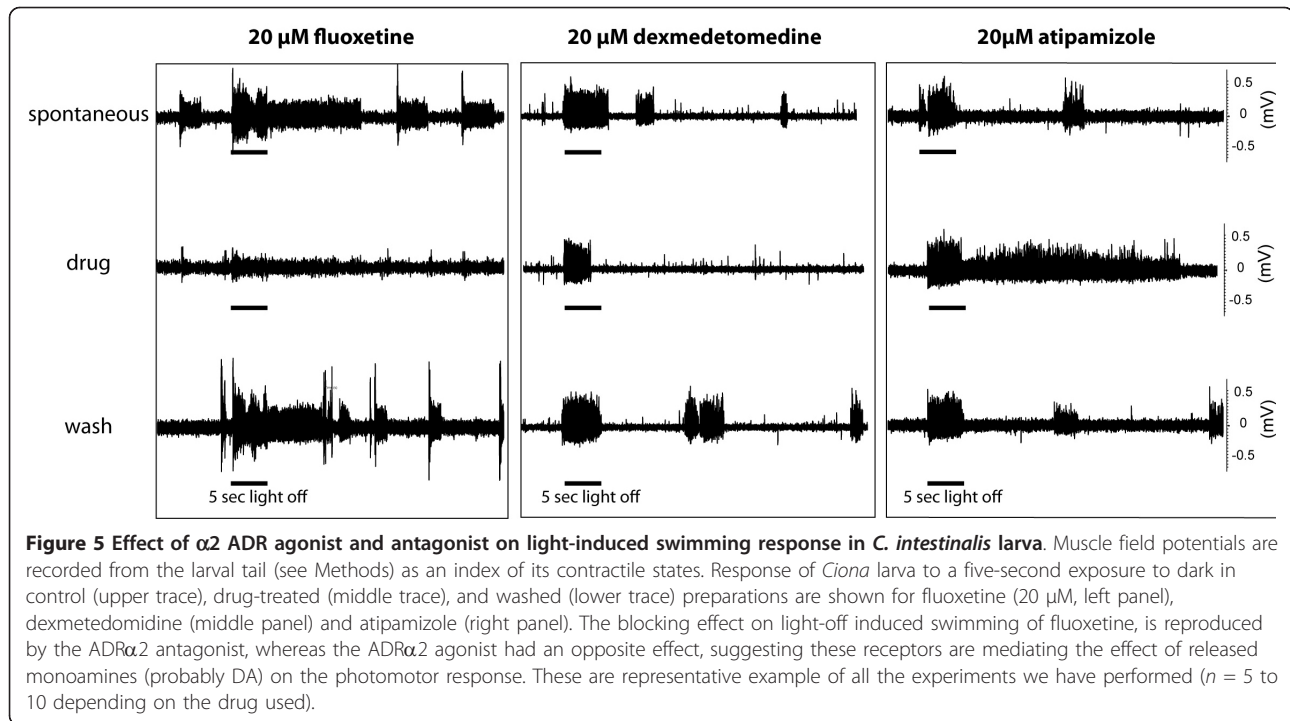 20 µM fluoxetine
20 µM dexmedetomedine
20µM atipamizole
spontaneous
0.5
0
-0.5
(mV)
drug
0.5
0
-0.5
(mV)
wash
0.5
0
-0.5
(mV)
5 sec light off
5 sec light off
5 sec light off
Figure 5 Effect of α2 ADR agonist and antagonist on light-induced swimming response in C. intestinalis larva. Muscle field potentials are
recorded from the larval tail (see Methods) as an index of its contractile states. Response of Ciona larva to a five-second exposure to dark in
control (upper trace), drug-treated (middle trace), and washed (lower trace) preparations are shown for fluoxetine (20 μM, left panel),
dexmetedomidine (middle panel) and atipamizole (right panel). The blocking effect on light-off induced swimming of fluoxetine, is reproduced
by the ADRα2 antagonist, whereas the ADRα2 agonist had an opposite effect, suggesting these receptors are mediating the effect of released
monoamines (probably DA) on the photomotor response. These are representative example of all the experiments we have performed (n = 5 to
10 depending on the drug used).